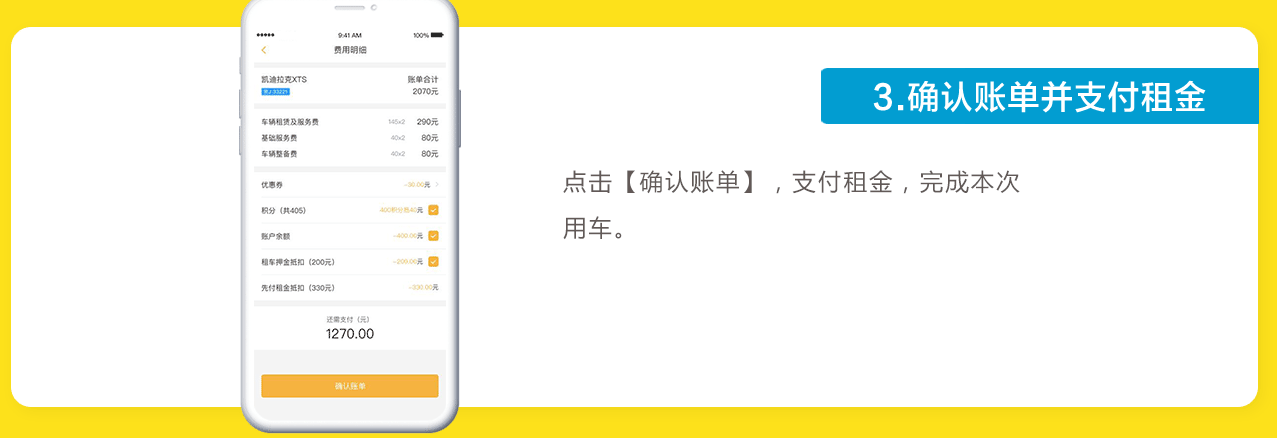 9:41 AM
100%
费用明细
凯迪拉克XTS
账单合计
2070元
车辆租赁及服务费 145×2 290元
基础服务费 40×2 80元
车辆整备费 40×2 80元
优惠券 -30.00元
积分（共405） 400积分抵40元
账户余额 -400.00元
租车押金抵扣（200元） -200.00元
先付租金抵扣（330元） -330.00元
还需支付（元）
1270.00
确认账单
3.确认账单并支付租金
点击【确认账单】，支付租金，完成本次
用车。